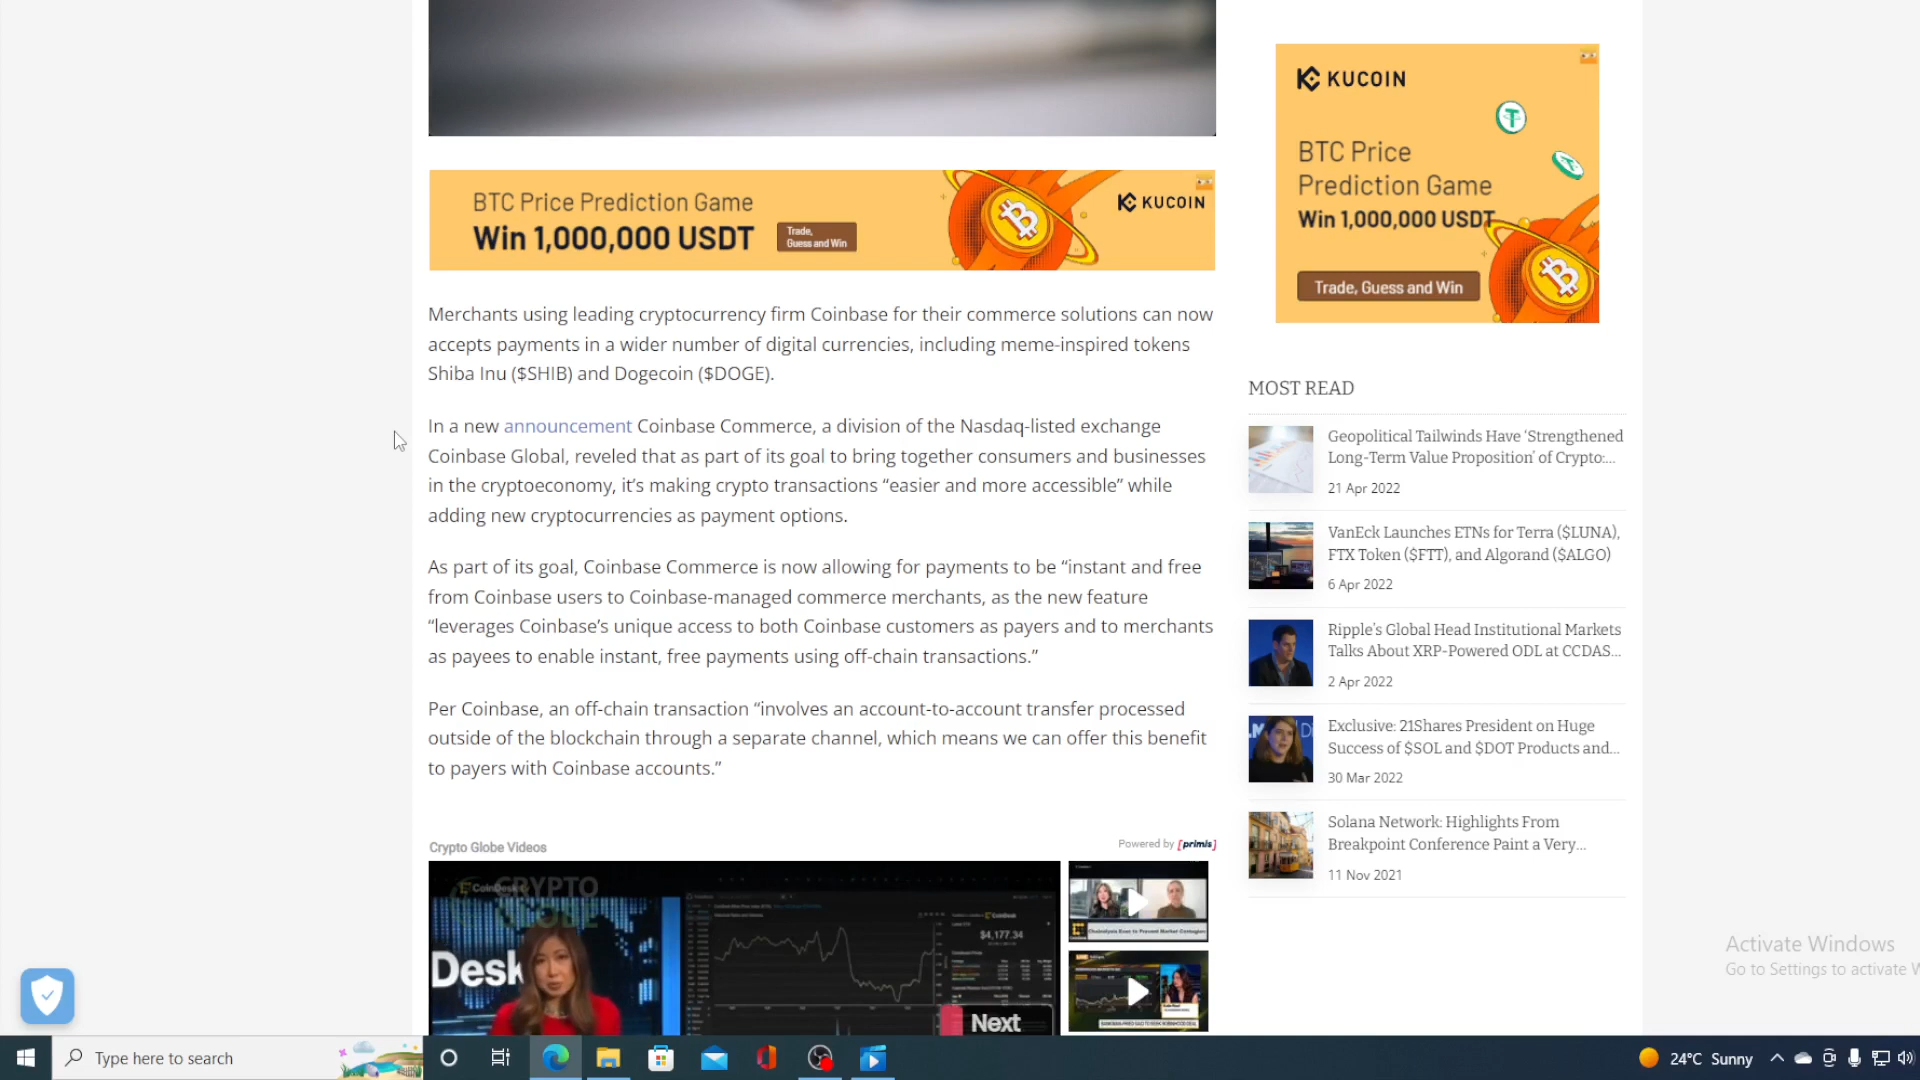 BTC Price Prediction Game
Win 1,000,000 USDT
Trade,
Guess and Win
KUCOIN
Merchants using leading cryptocurrency firm Coinbase for their commerce solutions can now
accepts payments in a wider number of digital currencies, including meme-inspired tokens
Shiba Inu ($SHIB) and Dogecoin ($DOGE).
In a new announcement Coinbase Commerce, a division of the Nasdaq-listed exchange
Coinbase Global, reveled that as part of its goal to bring together consumers and businesses
in the cryptoeconomy, it’s making crypto transactions “easier and more accessible” while
adding new cryptocurrencies as payment options.
As part of its goal, Coinbase Commerce is now allowing for payments to be “instant and free
from Coinbase users to Coinbase-managed commerce merchants, as the new feature
“leverages Coinbase’s unique access to both Coinbase customers as payers and to merchants
as payees to enable instant, free payments using off-chain transactions.”
Per Coinbase, an off-chain transaction “involves an account-to-account transfer processed
outside of the blockchain through a separate channel, which means we can offer this benefit
to payers with Coinbase accounts.”
Crypto Globe Videos
Powered by [primis]
CoinDesk
CRYPTO
Desk
CoinDesk
$4,177.34
Next
KUCOIN
BTC Price
Prediction Game
Win 1,000,000 USDT
Trade, Guess and Win
MOST READ
Geopolitical Tailwinds Have ‘Strengthened
Long-Term Value Proposition’ of Crypto:...
21 Apr 2022
VanEck Launches ETNs for Terra ($LUNA),
FTX Token ($FTT), and Algorand ($ALGO)
6 Apr 2022
Ripple’s Global Head Institutional Markets
Talks About XRP-Powered ODL at CCDAS...
2 Apr 2022
Exclusive: 21Shares President on Huge
Success of $SOL and $DOT Products and...
30 Mar 2022
Solana Network: Highlights From
Breakpoint Conference Paint a Very...
11 Nov 2021
Activate Windows
Go to Settings to activate W
Type here to search
24°C Sunny